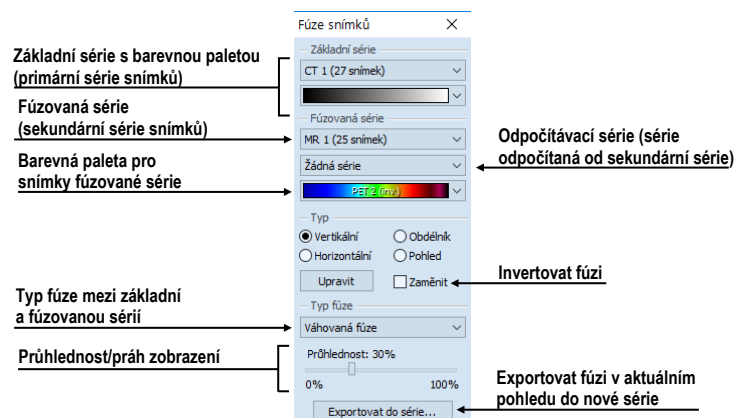 Fúze snímků
Základní série
Základní série s barevnou paletou
(primární série snímků)
CT 1 (27 snímek)
Fúzovaná série
(sekundární série snímků)
Fúzovaná série
MR 1 (25 snímek)
Odpočítávací série (série
odpočítaná od sekundární série)
Barevná paleta pro
snímky fúzované série
Žádná série
PET 2 (inv.)
Typ
Vertikální
Obdélník
Horizontální
Pohled
Upravit
Zaměnit
Invertovat fúzi
Typ fúze mezi základní
a fúzovanou sérií
Typ fúze
Váhovaná fúze
Průhlednost/práh zobrazení
Průhlednost: 30%
0%
100%
Exportovat do série...
Exportovat fúzi v aktuálním
pohledu do nové série